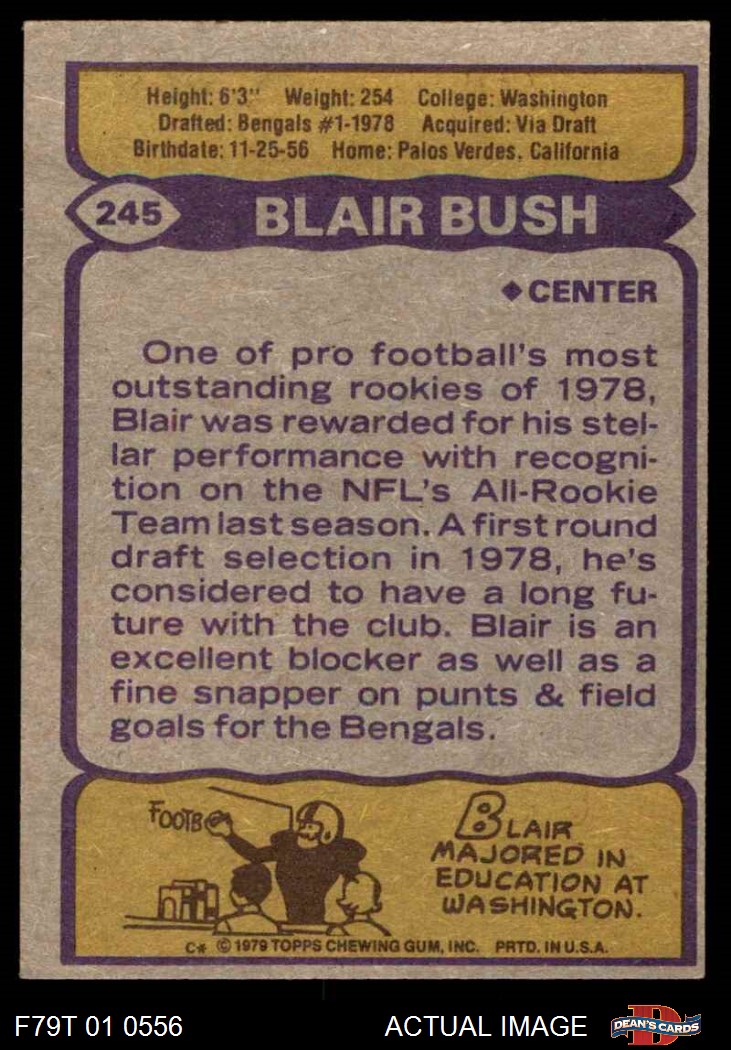 Height: 6'3" Weight: 254 College: Washington
Drafted: Bengals #1-1978 Acquired: Via Draft
Birthdate: 11-25-56 Home: Palos Verdes, California
245 BLAIR BUSH
◆CENTER
One of pro football's most
outstanding rookies of 1978,
Blair was rewarded for his stel-
lar performance with recogni-
tion on the NFL's All-Rookie
Team last season. A first round
draft selection in 1978, he's
considered to have a long fu-
ture with the club. Blair is an
excellent blocker as well as a
fine snapper on punts & field
goals for the Bengals.
FOOTB
BLAIR
MAJORED IN
EDUCATION AT
WASHINGTON.
C* © 1979 TOPPS CHEWING GUM, INC. PRTD. IN U.S.A.
F79T 01 0556 ACTUAL IMAGE D DEAN'S CARDS